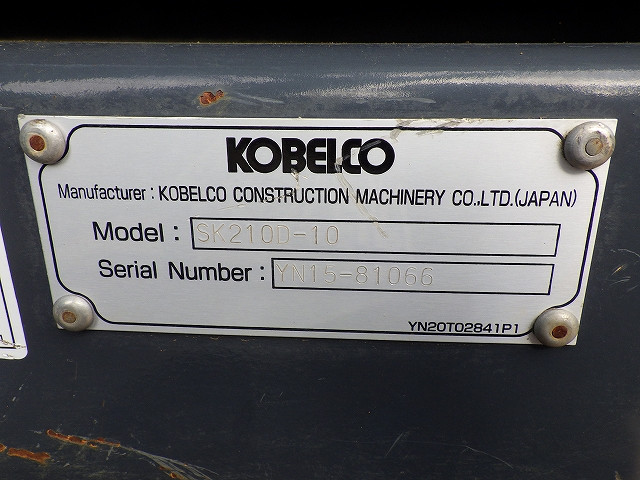 KOBELCO
Manufacturer : KOBELCO CONSTRUCTION MACHINERY CO.,LTD.(JAPAN)
Model : SK210D-10
Serial Number : YN15-81066
YN20T02841P1